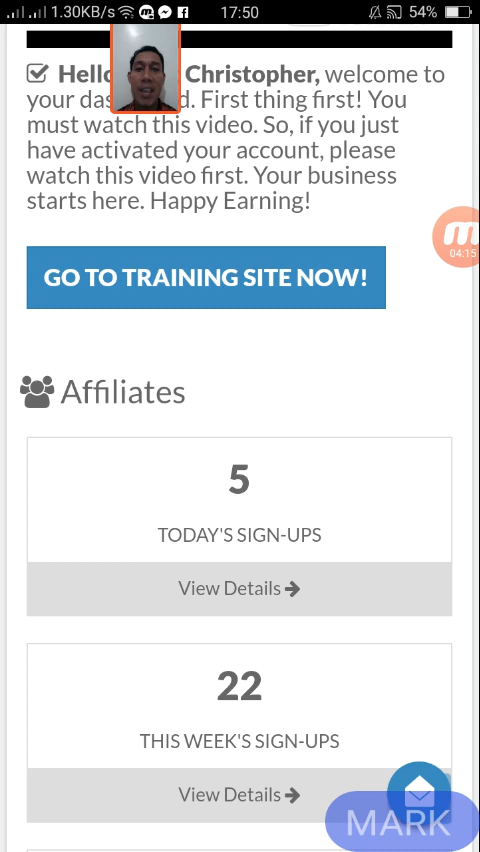 1.30KB/s 17:50 54%
Hello Christopher, welcome to
your das d. First thing first! You
must watch this video. So, if you just
have activated your account, please
watch this video first. Your business
starts here. Happy Earning!
04:15
GO TO TRAINING SITE NOW!
Affiliates
5
TODAY'S SIGN-UPS
View Details
22
THIS WEEK'S SIGN-UPS
View Details
MARK